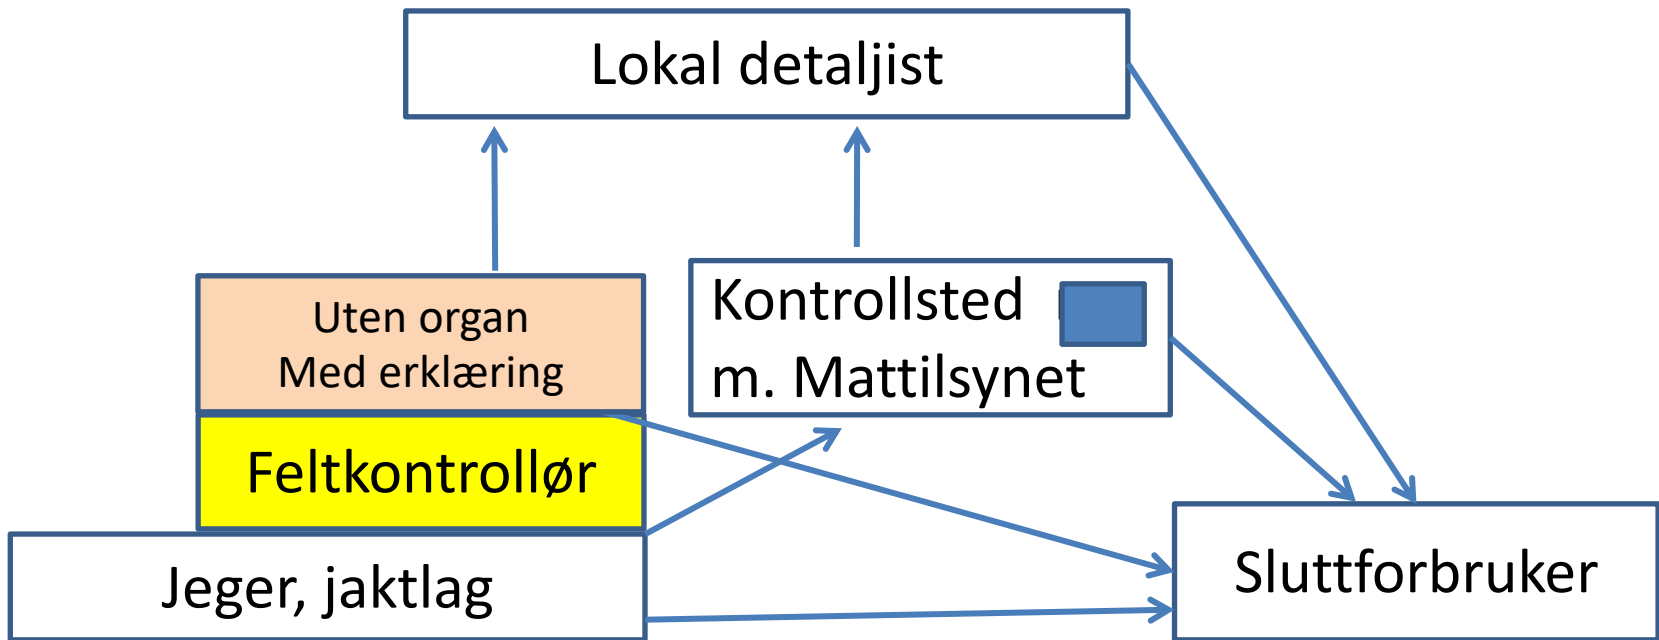 Lokal detaljist
Uten organ
Med erklæring
Kontrollsted
m. Mattilsynet
Feltkontrollør
Jeger, jaktlag
Sluttforbruker